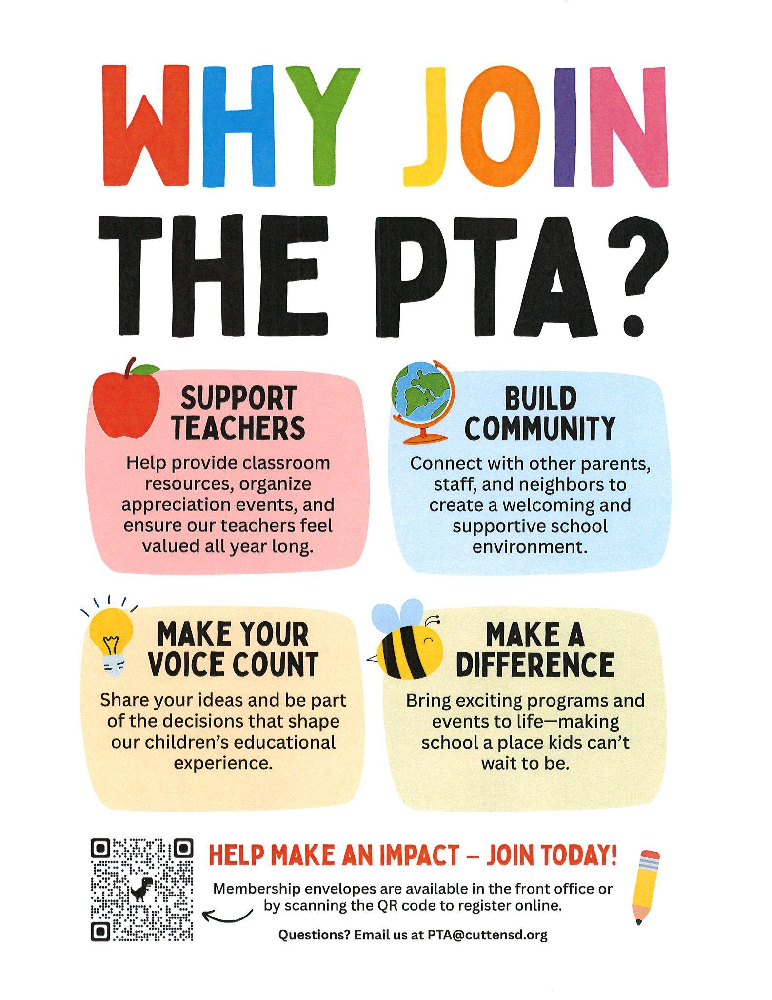 WHY JOIN
THE PTA?
SUPPORT
TEACHERS
Help provide classroom
resources, organize
appreciation events, and
ensure our teachers feel
valued all year long.
BUILD
COMMUNITY
Connect with other parents,
staff, and neighbors to
create a welcoming and
supportive school
environment.
MAKE YOUR
VOICE COUNT
Share your ideas and be part
of the decisions that shape
our children’s educational
experience.
MAKE A
DIFFERENCE
Bring exciting programs and
events to life—making
school a place kids can’t
wait to be.
HELP MAKE AN IMPACT – JOIN TODAY!
Membership envelopes are available in the front office or
by scanning the QR code to register online.
Questions? Email us at PTA@cuttensd.org